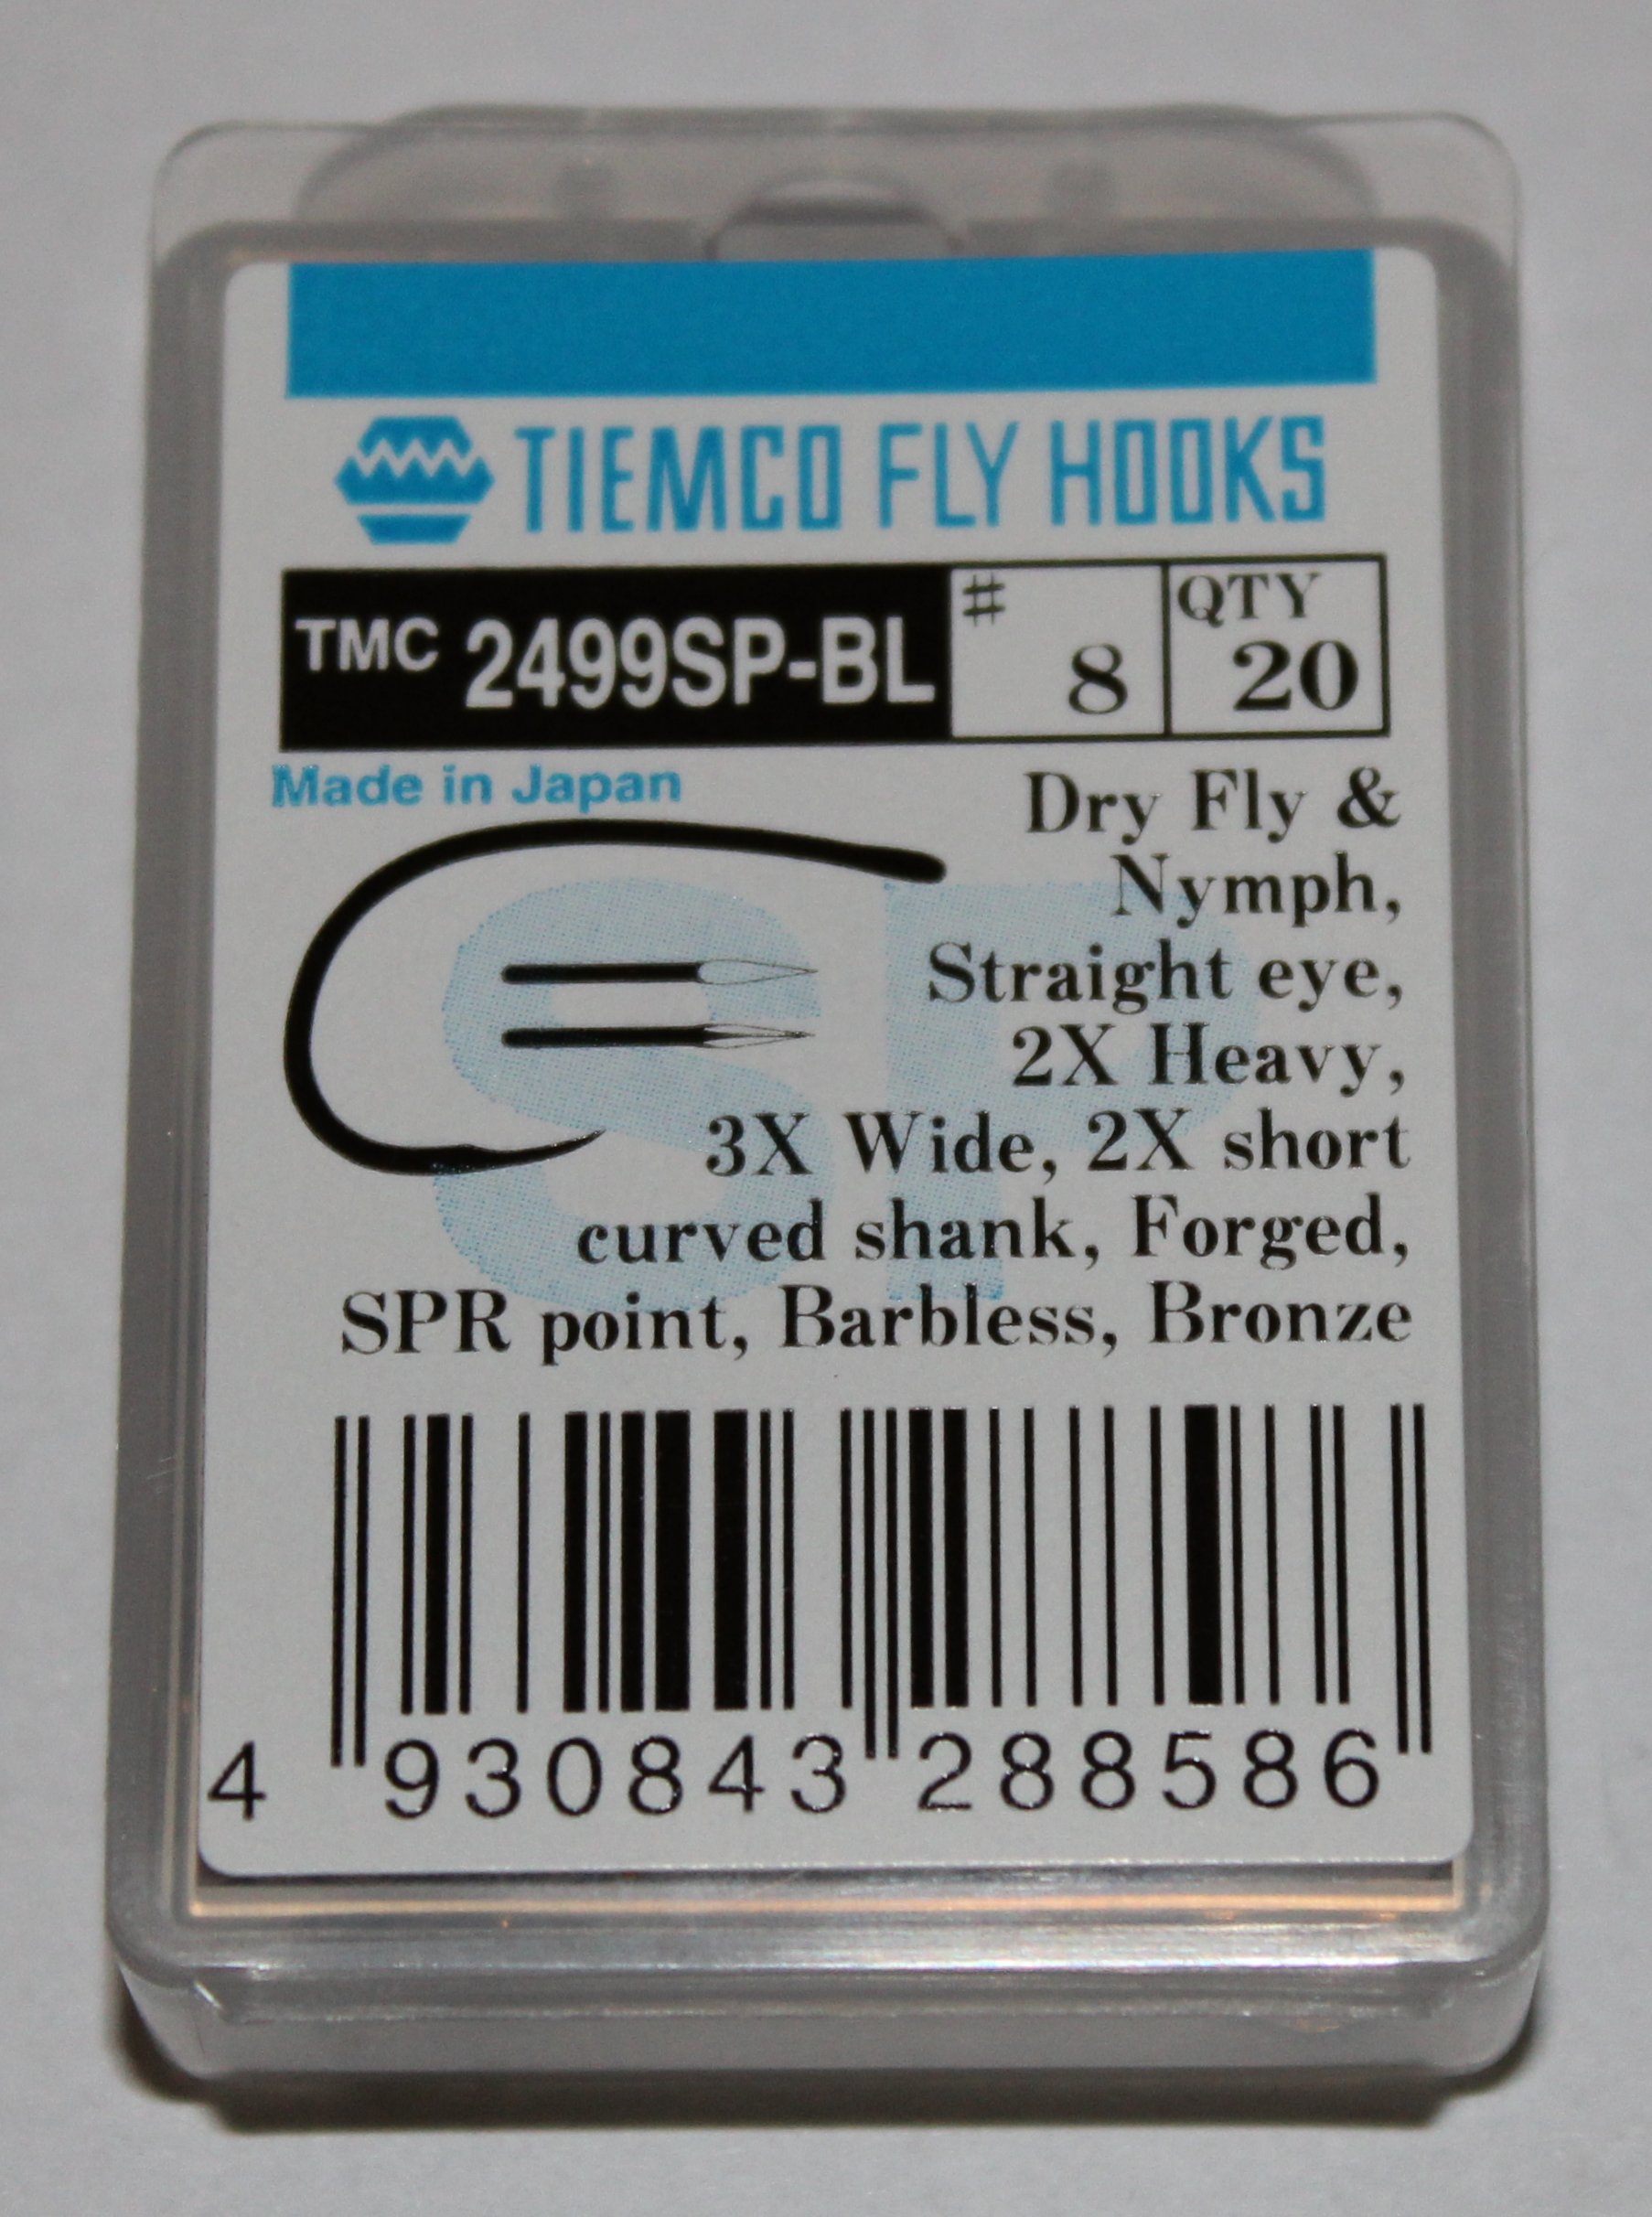 TIEMCO FLY HOOKS
TMC 2499SP-BL # 8 QTY 20
Made in Japan
SP
Dry Fly &
Nymph,
Straight eye,
2X Heavy,
3X Wide, 2X short
curved shank, Forged,
SPR point, Barbless, Bronze
4 930843 288586